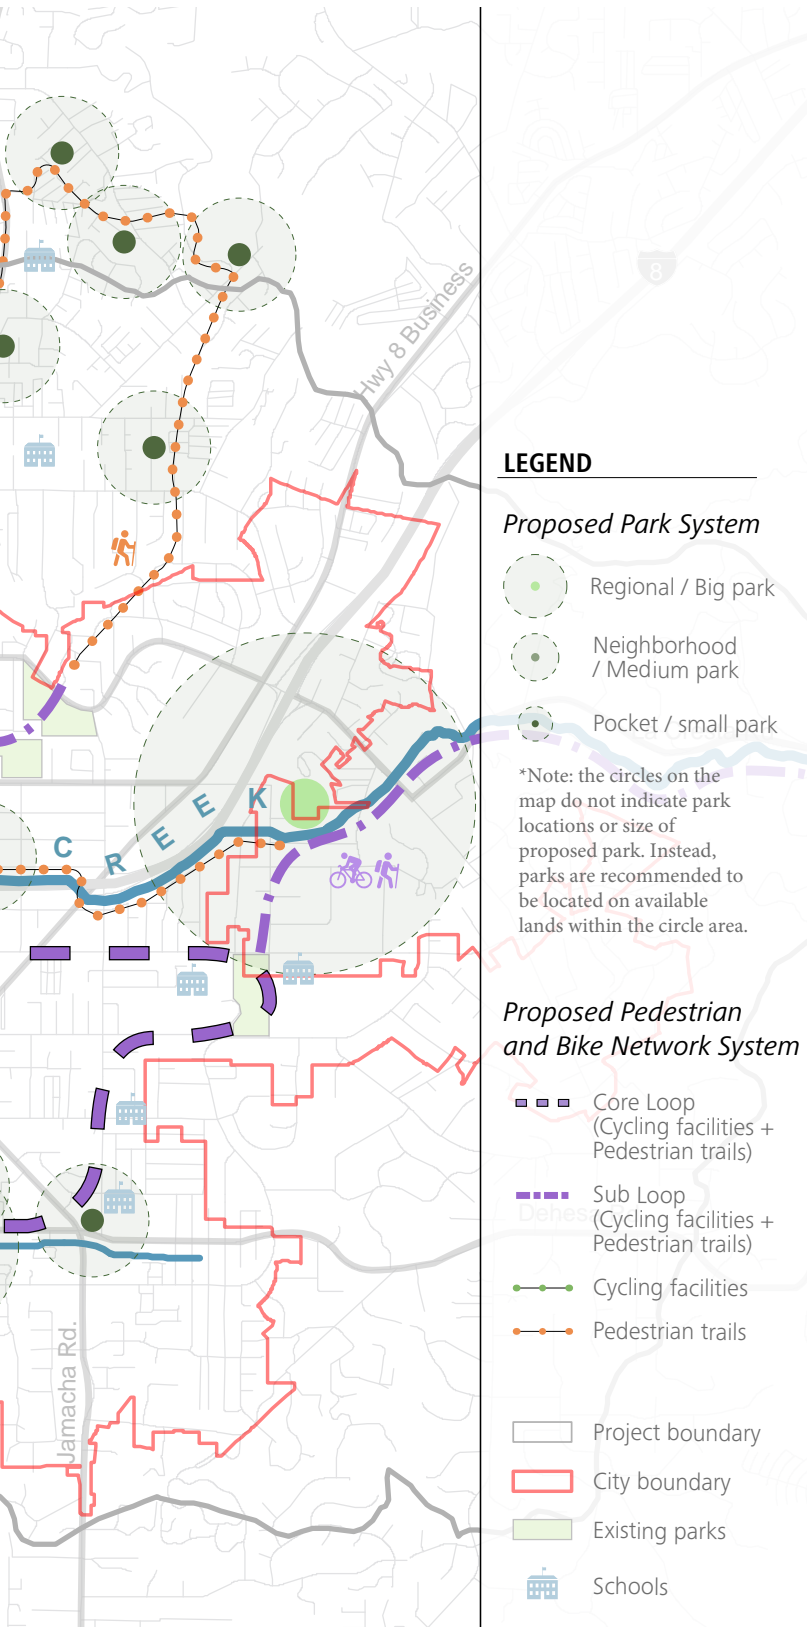 8
Hwy 8 Business
CREEK
Jamacha Rd.
LEGEND
Proposed Park System
Regional / Big park
Neighborhood
/ Medium park
Pocket / small park
*Note: the circles on the
map do not indicate park
locations or size of
proposed park. Instead,
parks are recommended to
be located on available
lands within the circle area.
Proposed Pedestrian
and Bike Network System
Core Loop
(Cycling facilities +
Pedestrian trails)
Sub Loop
(Cycling facilities +
Pedestrian trails)
Cycling facilities
Pedestrian trails
Project boundary
City boundary
Existing parks
Schools